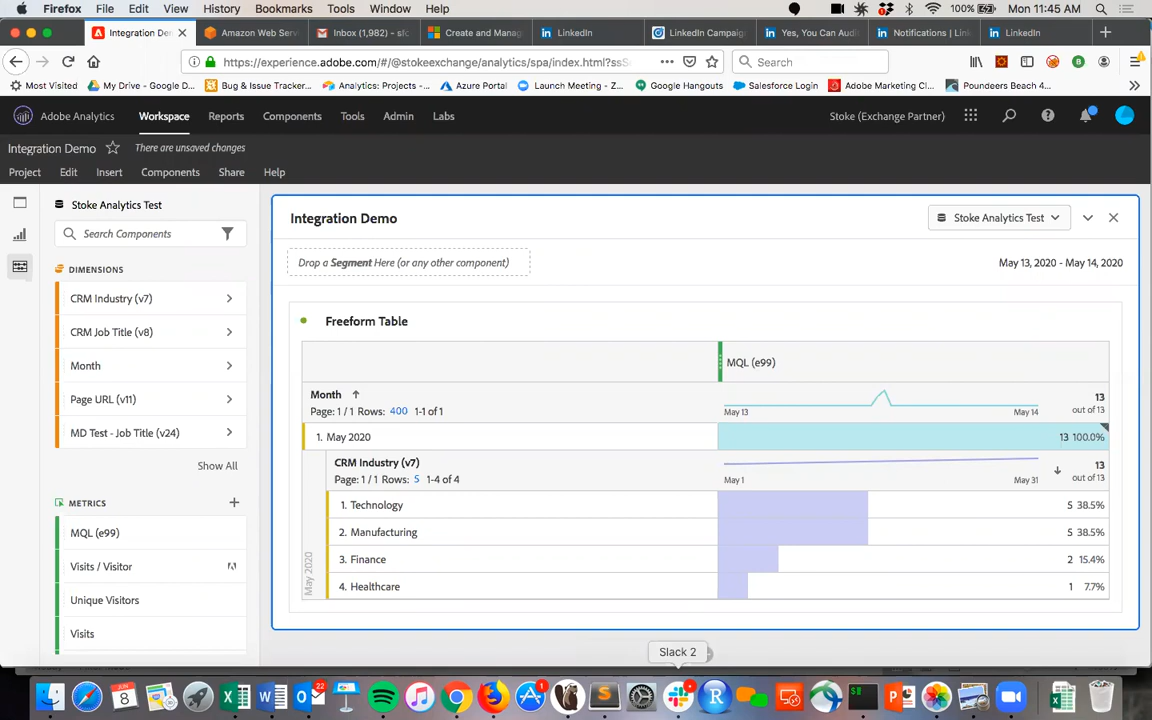 Firefox File Edit View History Bookmarks Tools Window Help 100% Mon 11:45 AM
Integration De Amazon Web Serv Inbox (1,982) - sfc Create and Manag LinkedIn LinkedIn Campaig Yes, You Can Audi Notifications | Link LinkedIn
https://experience.adobe.com/#/@stokeexchange/analytics/spa/index.html?ssS Search
Most Visited My Drive - Google D... Bug & Issue Tracker... Analytics: Projects -... Azure Portal Launch Meeting - Z... Google Hangouts Salesforce Login Adobe Marketing Cl... Poundeers Beach 4...
Adobe Analytics Workspace Reports Components Tools Admin Labs Stoke (Exchange Partner)
Integration Demo There are unsaved changes
Project Edit Insert Components Share Help
Stoke Analytics Test
Search Components
DIMENSIONS
CRM Industry (v7)
CRM Job Title (v8)
Month
Page URL (v11)
MD Test - Job Title (v24)
Show All
METRICS
MQL (e99)
Visits / Visitor
Unique Visitors
Visits
Integration Demo Stoke Analytics Test
Drop a Segment Here (or any other component) May 13, 2020 - May 14, 2020
Freeform Table
MQL (e99)
Month 13
Page: 1 / 1 Rows: 400 1-1 of 1 May 13 May 14 out of 13
1. May 2020 13 100.0%
CRM Industry (v7) 13
Page: 1 / 1 Rows: 5 1-4 of 4 May 1 May 31 out of 13
May 2020
1. Technology 5 38.5%
2. Manufacturing 5 38.5%
3. Finance 2 15.4%
4. Healthcare 1 7.7%
Slack 2
JUN
8
22
1